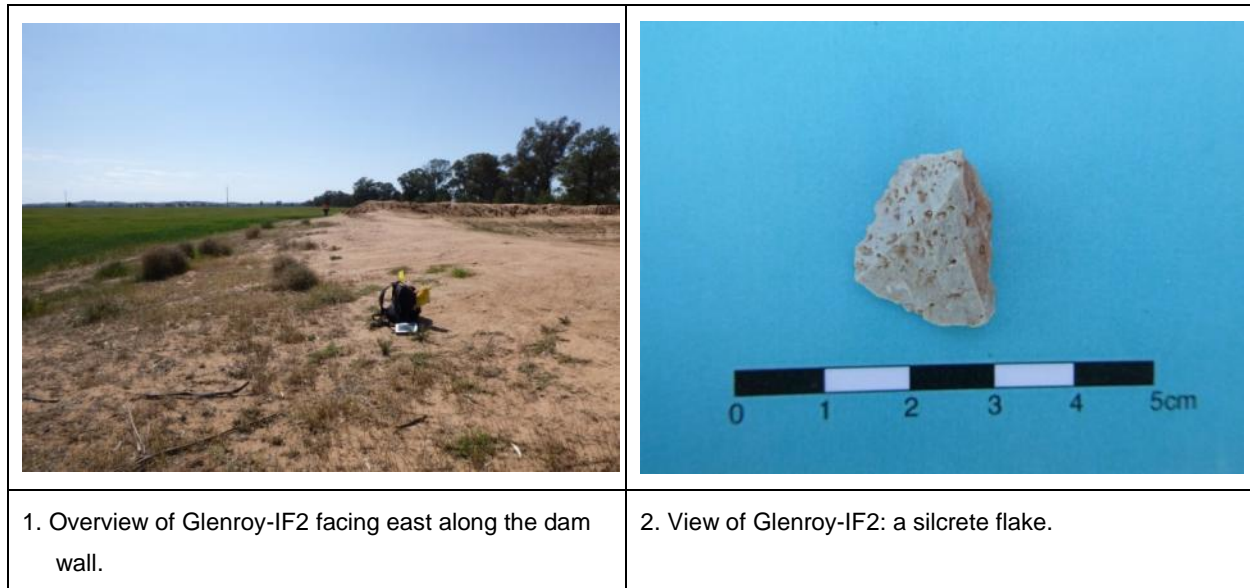 0 1 2 3 4 5cm
1. Overview of Glenroy-IF2 facing east along the dam
wall.
2. View of Glenroy-IF2: a silcrete flake.